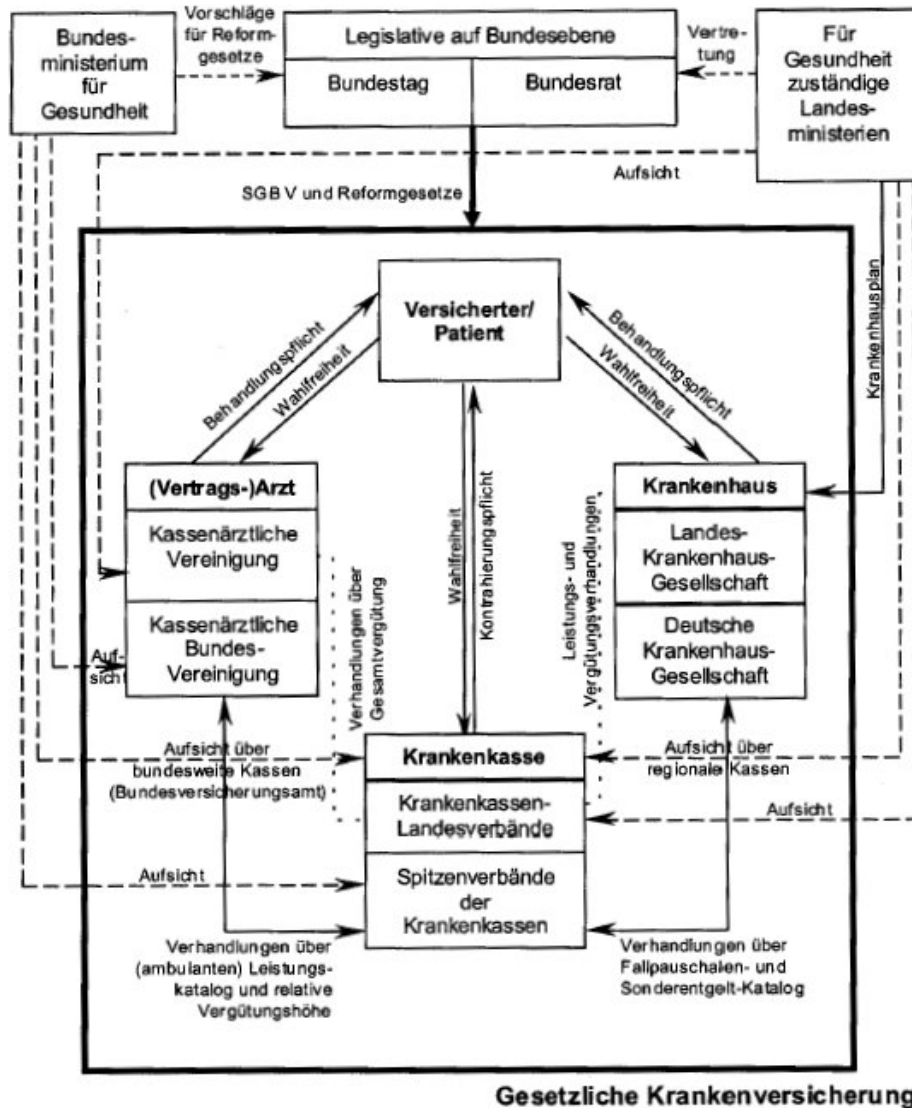 Bundes-
ministerium
für
Gesundheit
Vorschläge
für Reform-
gesetze
Legislative auf Bundesebene
Bundestag
Bundesrat
Vertre-
tung
Für
Gesundheit
zuständige
Landes-
ministerien
Aufsicht
SGB V und Reformgesetze
Krankenhausplan
Versicherter/
Patient
Behandlungspflicht
Wahlfreiheit
Behandlungspflicht
Wahlfreiheit
(Vertrags-)Arzt
Kassenärztliche
Vereinigung
Kassenärztliche
Bundes-
Vereinigung
Auf-
sicht
Verhandlungen über
Gesamtvergütung
Wahlfreiheit
Kontrahierungspflicht
Leistungs- und
Vergütungsverhandlungen
Krankenhaus
Landes-
Krankenhaus-
Gesellschaft
Deutsche
Krankenhaus-
Gesellschaft
Aufsicht über
bundesweite Kassen
(Bundesversicherungsamt)
Krankenkasse
Krankenkassen-
Landesverbände
Spitzenverbände
der
Krankenkassen
Aufsicht über
regionale Kassen
Aufsicht
Aufsicht
Verhandlungen über
(ambulanten) Leistungs-
katalog und relative
Vergütungshöhe
Verhandlungen über
Fallpauschalen- und
Sonderentgelt-Katalog
Gesetzliche Krankenversicherung